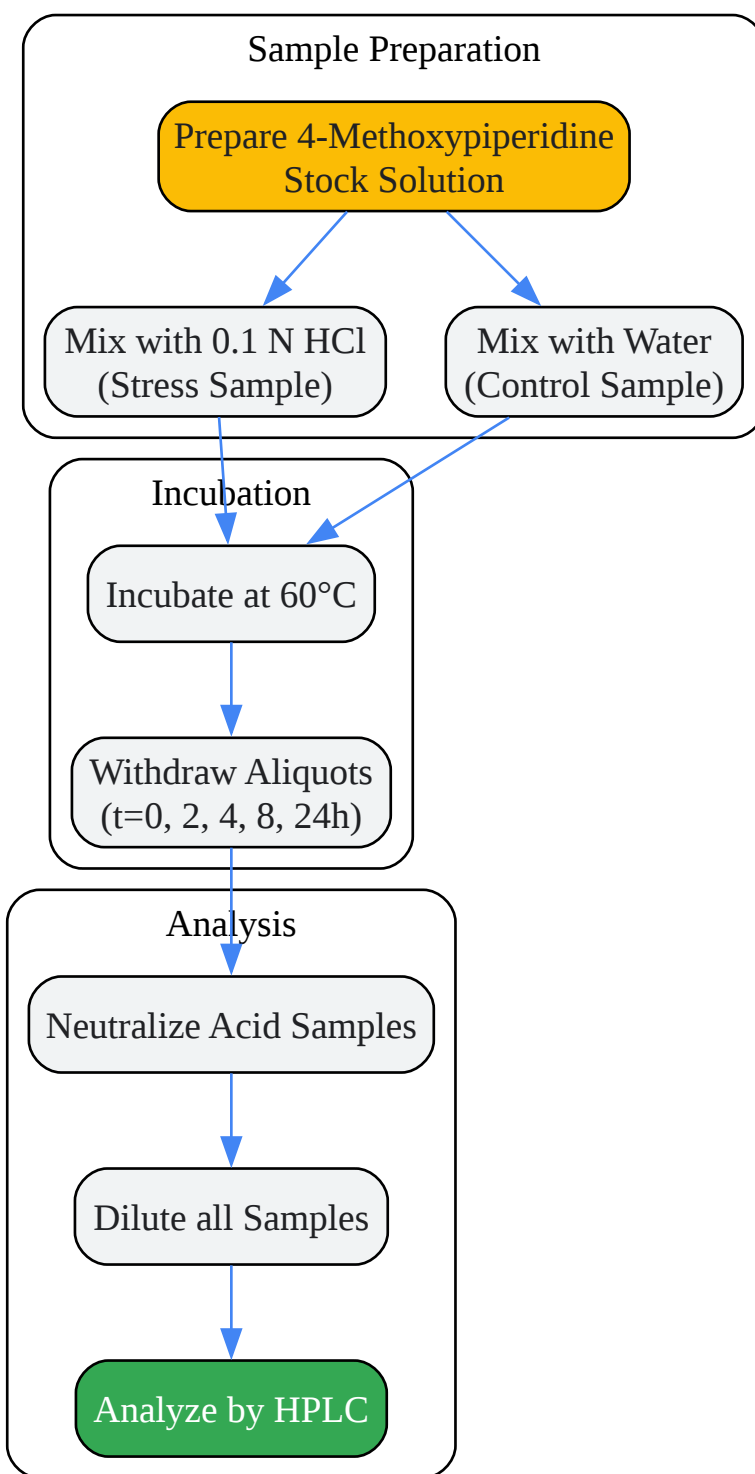 Sample Preparation
Prepare 4-Methoxypiperidine
Stock Solution
Mix with 0.1 N HCl
(Stress Sample)
Mix with Water
(Control Sample)
Incubation
Incubate at 60°C
Withdraw Aliquots
(t=0, 2, 4, 8, 24h)
Analysis
Neutralize Acid Samples
Dilute all Samples
Analyze by HPLC